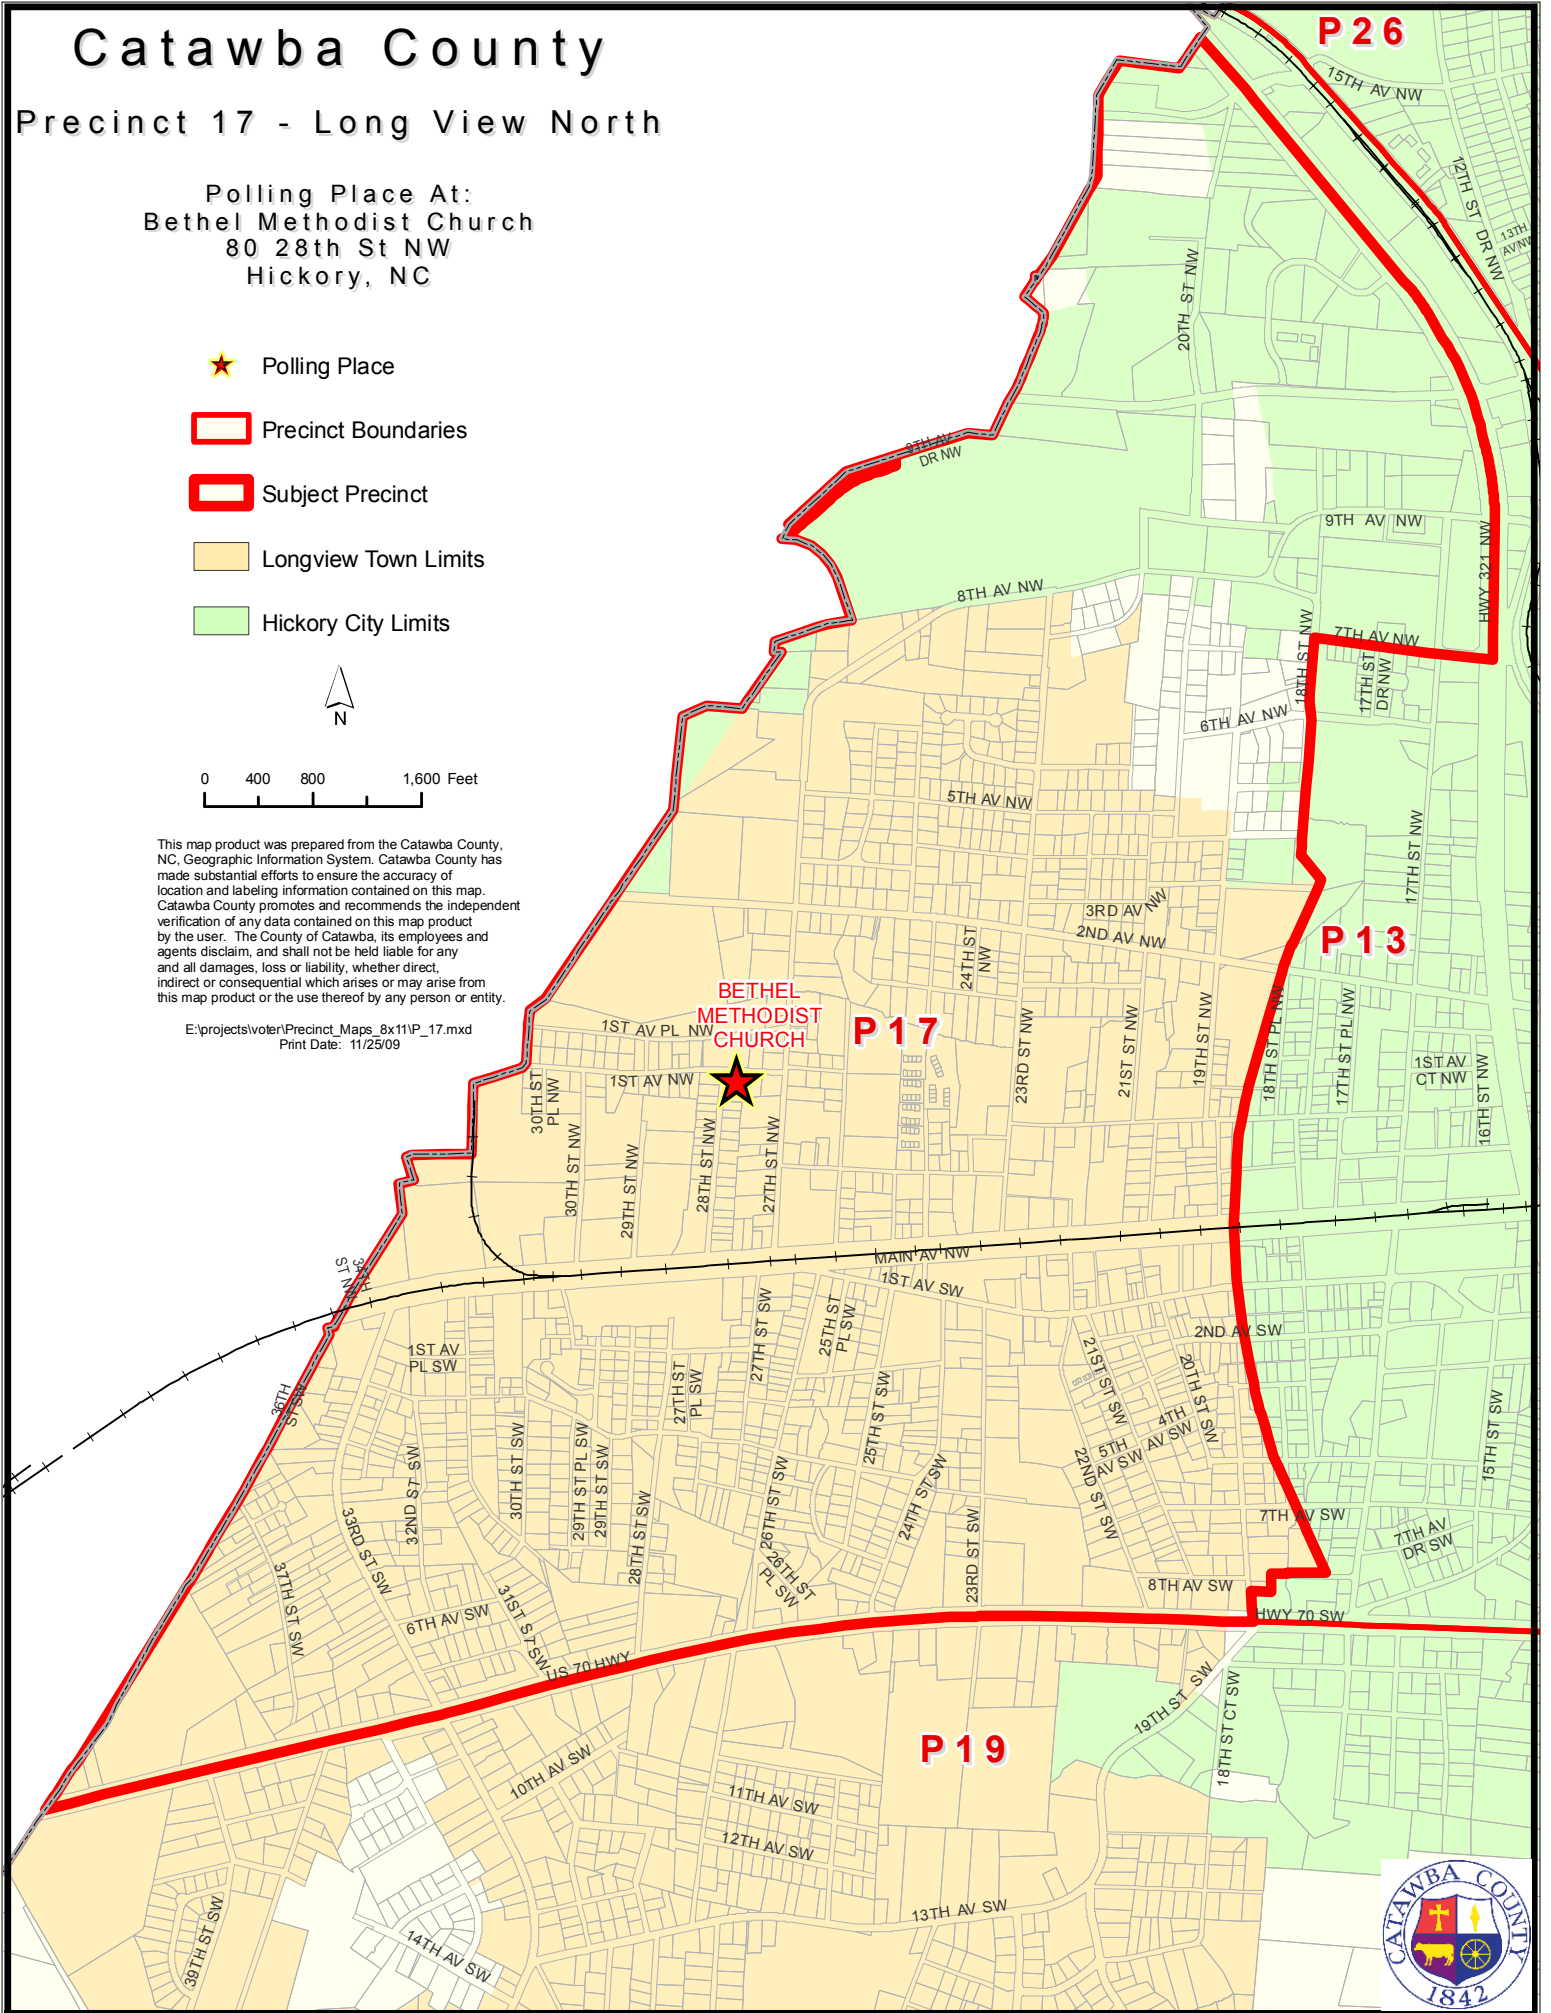 Catawba County
Precinct 17 - Long View North
Polling Place At:
Bethel Methodist Church
80 28th St NW
Hickory, NC
Polling Place
Precinct Boundaries
Subject Precinct
Longview Town Limits
Hickory City Limits
N
0 400 800 1,600 Feet
This map product was prepared from the Catawba County,
NC, Geographic Information System. Catawba County has
made substantial efforts to ensure the accuracy of
location and labeling information contained on this map.
Catawba County promotes and recommends the independent
verification of any data contained on this map product
by the user. The County of Catawba, its employees and
agents disclaim, and shall not be held liable for any
and all damages, loss or liability, whether direct,
indirect or consequential which arises or may arise from
this map product or the use thereof by any person or entity.
E:\projects\voter\Precinct_Maps_8x11\P_17.mxd
Print Date: 11/25/09
P 26
15TH AV NW
12TH ST DR NW
13TH
AV NW
20TH ST NW
9TH AV
DR NW
9TH AV NW
HWY 321 NW
8TH AV NW
18TH ST NW
7TH AV NW
17TH ST
DR NW
6TH AV NW
5TH AV NW
17TH ST NW
3RD AV NW
2ND AV NW
24TH ST
NW
P 13
BETHEL
METHODIST
CHURCH
P 17
1ST AV PL NW
1ST AV NW
30TH ST
PL NW
30TH ST NW
29TH ST NW
28TH ST NW
27TH ST NW
23RD ST NW
21ST ST NW
19TH ST NW
18TH ST PL NW
17TH ST PL NW
1ST AV
CT NW
16TH ST NW
34TH
ST NW
MAIN AV NW
1ST AV SW
1ST AV
PL SW
36TH
ST SW
27TH ST SW
25TH ST
PL SW
27TH ST
PL SW
25TH ST SW
2ND AV SW
21ST ST SW
20TH ST SW
4TH
AV SW
5TH
AV SW
22ND ST SW
15TH ST SW
30TH ST SW
29TH ST PL SW
29TH ST SW
32ND ST SW
33RD ST SW
28TH ST SW
26TH ST SW
24TH ST SW
26TH ST
PL SW
23RD ST SW
7TH AV SW
7TH AV
DR SW
8TH AV SW
37TH ST SW
6TH AV SW
31ST ST SW
US 70 HWY
HWY 70 SW
19TH ST SW
18TH ST CT SW
P 19
10TH AV SW
11TH AV SW
12TH AV SW
13TH AV SW
14TH AV SW
39TH ST SW
CATAWBA COUNTY
1842